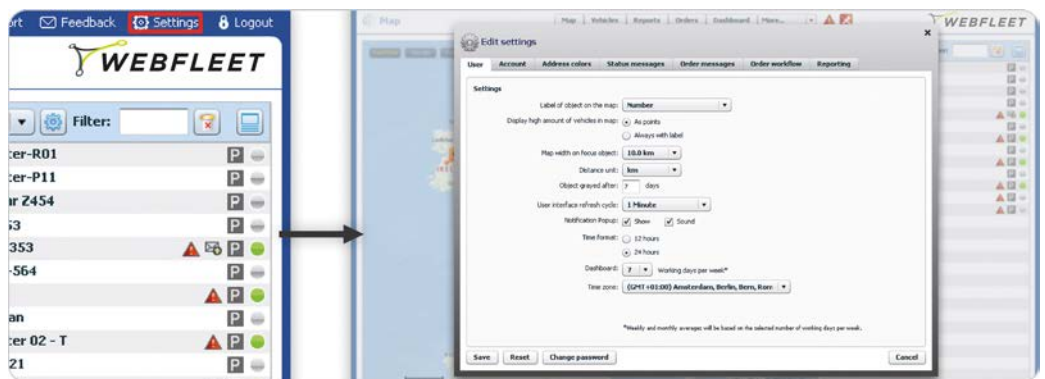 ort Feedback Settings Logout
WEBFLEET
Filter:
ter-R01 P
ter-P11 P
ar Z454 P
53 P
353 P
-564 P
P
an P
ter 02 - T P
21 P
Map
Map | Vehicles | Reports | Orders | Dashboard | More...
WEBFLEET
Edit settings
User Account Address colors Status messages Order messages Order workflow Reporting
Settings
Label of object on the map: Number
Display high amount of vehicles in map: As points
Always with label
Map width on focus object: 10.0 km
Distance unit: km
Object grayed after: 7 days
User interface refresh cycle: 1 Minute
Notification Popup: Show Sound
Time format: 12 hours
24 hours
Dashboard: 7 Working days per week*
Time zone: (GMT +01:00) Amsterdam, Berlin, Bern, Rom
*Weekly and monthly averages will be based on the selected number of working days per week.
Save Reset Change password Cancel